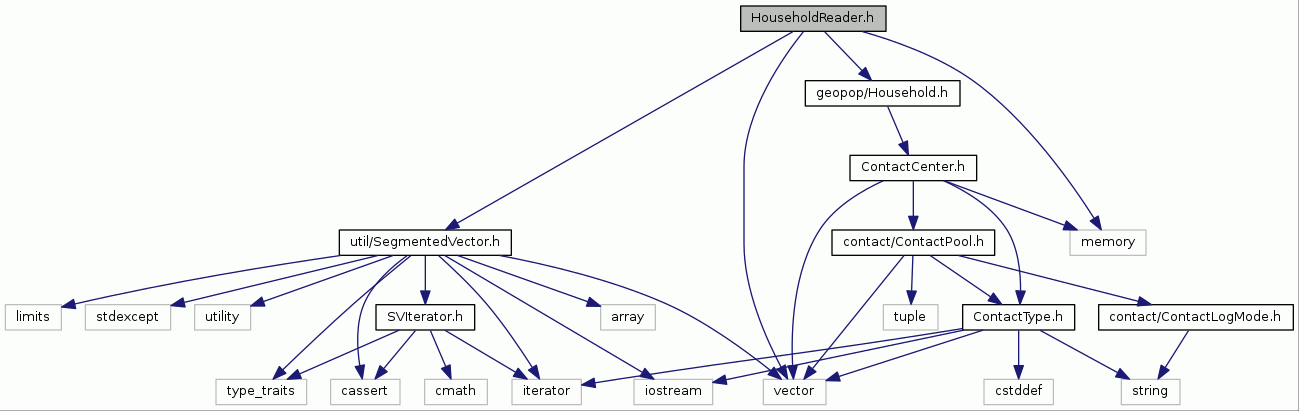 HouseholdReader.h
geopop/Household.h
ContactCenter.h
util/SegmentedVector.h
contact/ContactPool.h
memory
limits
stdexcept
utility
SVIterator.h
array
tuple
ContactType.h
contact/ContactLogMode.h
type_traits
cassert
cmath
iterator
iostream
vector
cstddef
string